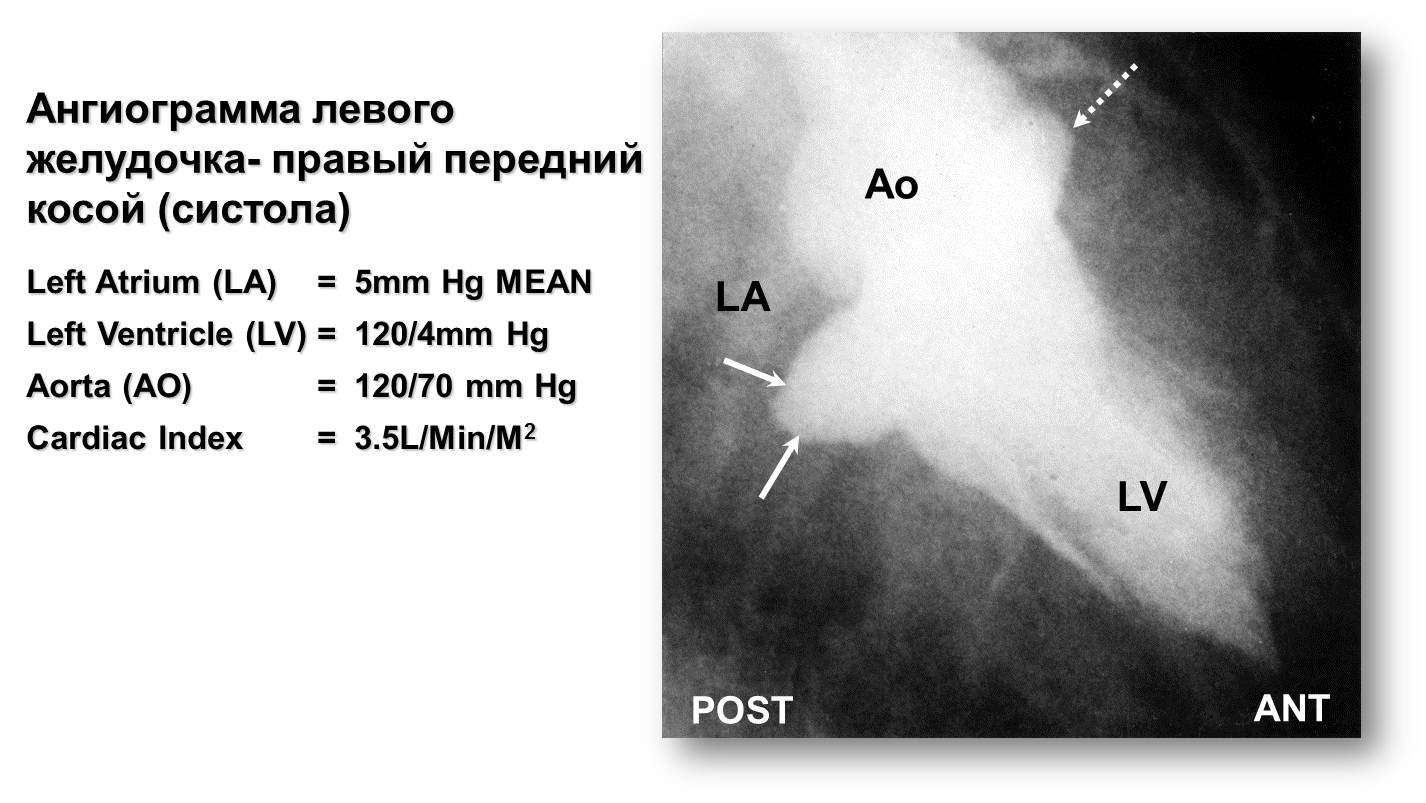 Ангиограмма левого
желудочка- правый передний
косой (систола)
Left Atrium (LA) = 5mm Hg MEAN
Left Ventricle (LV) = 120/4mm Hg
Aorta (AO) = 120/70 mm Hg
Cardiac Index = 3.5L/Min/M²
Ao
LA
LV
POST
ANT